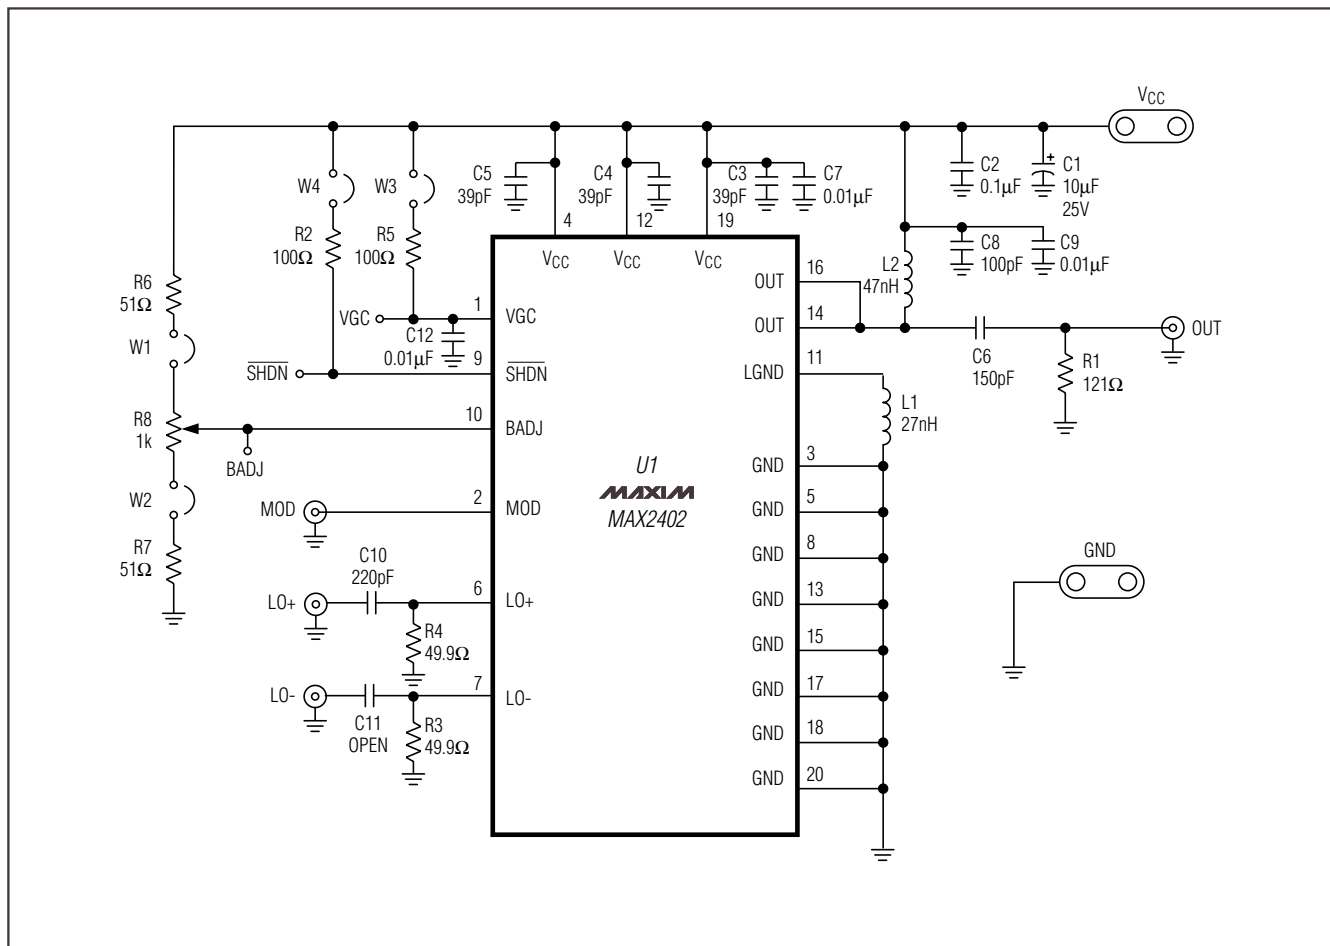 VCC
C2
0.1µF
C1
10µF
25V
+
C5
39pF
C4
39pF
C3
39pF
C7
0.01µF
W4
W3
4
12
19
R2
100Ω
R5
100Ω
VCC
VCC
VCC
C8
100pF
C9
0.01µF
L2
47nH
R6
51Ω
16
OUT
VGC
1
VGC
C12
0.01µF
14
OUT
OUT
W1
C6
150pF
R1
121Ω
SHDN
9
SHDN
11
LGND
R8
1k
10
BADJ
BADJ
L1
27nH
U1
MAXIM
MAX2402
3
GND
W2
MOD
2
MOD
5
GND
R7
51Ω
8
GND
GND
C10
220pF
LO+
6
LO+
13
GND
R4
49.9Ω
15
GND
LO-
7
LO-
17
GND
C11
OPEN
R3
49.9Ω
18
GND
20
GND